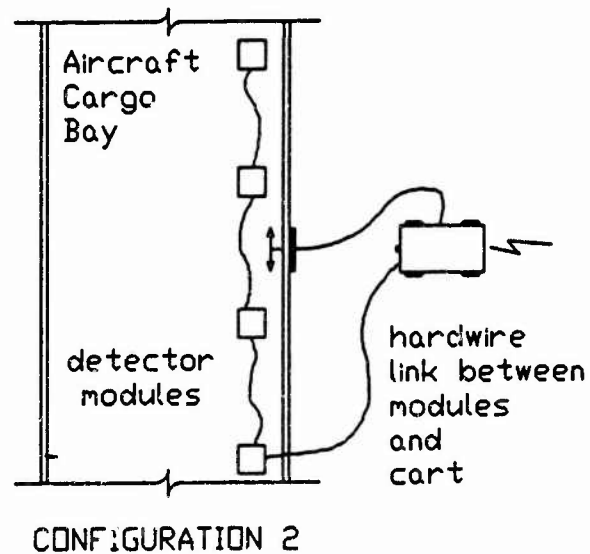 Aircraft
Cargo
Bay
detector
modules
hardwire
link between
modules
and
cart
CONFIGURATION 2